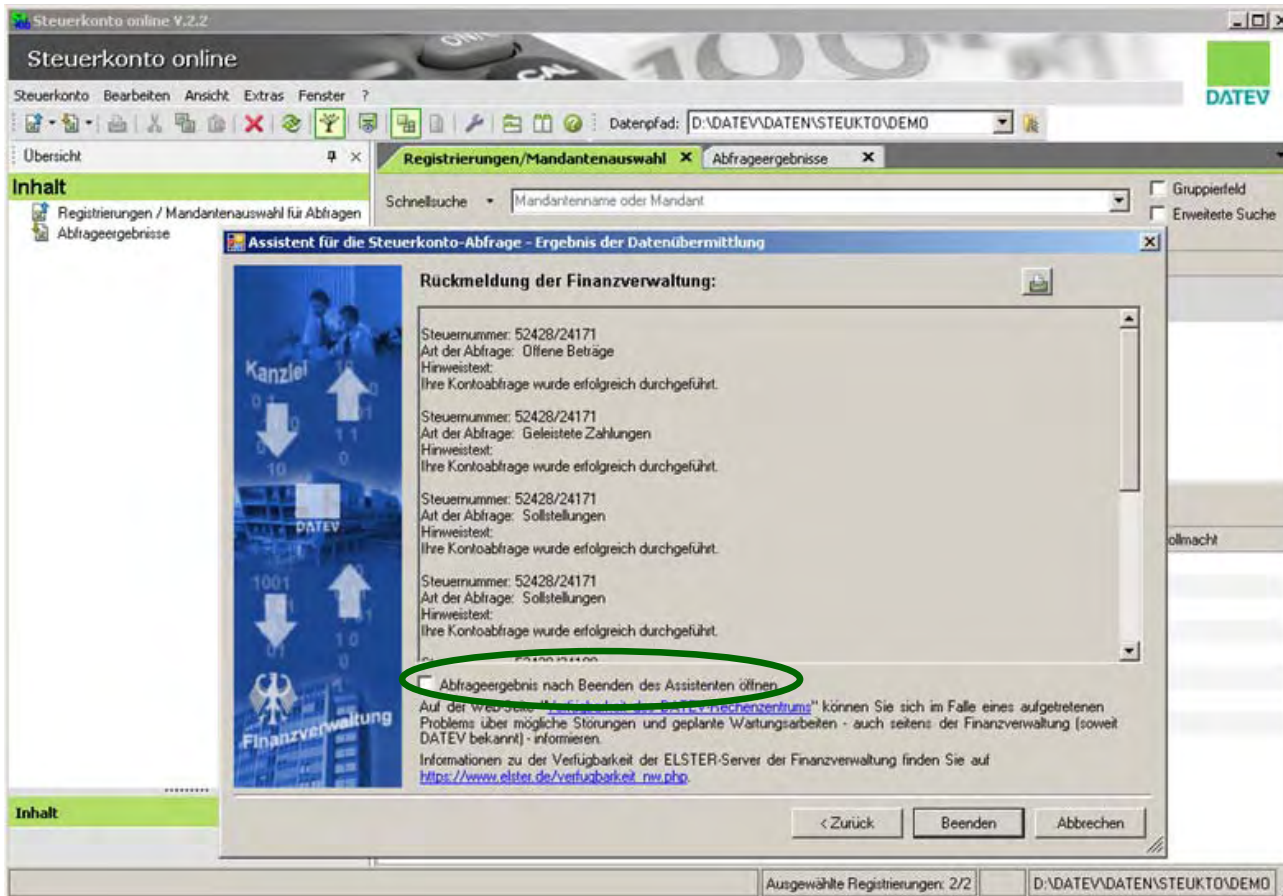 Steuerkonto online V.2.2
Steuerkonto online
DATEV
Steuerkonto Bearbeiten Ansicht Extras Fenster ?
Datenpfad: D:\DATEV\DATEN\STEUKTO\DEMO
Übersicht
Registrierungen/Mandantenauswahl
Abfrageergebnisse
Inhalt
Registrierungen / Mandantenauswahl für Abfragen
Abfrageergebnisse
Schnellsuche
Mandantenname oder Mandant
Gruppierfeld
Erweiterte Suche
Assistent für die Steuerkonto-Abfrage - Ergebnis der Datenübermittlung
Rückmeldung der Finanzverwaltung:
Kanzlei
DATEV
1001
Finanzverwaltung
Steuernummer: 52428/24171
Art der Abfrage: Offene Beträge
Hinweistext:
Ihre Kontoabfrage wurde erfolgreich durchgeführt.
Steuernummer: 52428/24171
Art der Abfrage: Geleistete Zahlungen
Hinweistext:
Ihre Kontoabfrage wurde erfolgreich durchgeführt.
Steuernummer: 52428/24171
Art der Abfrage: Sollstellungen
Hinweistext:
Ihre Kontoabfrage wurde erfolgreich durchgeführt.
Steuernummer: 52428/24171
Art der Abfrage: Sollstellungen
Hinweistext:
Ihre Kontoabfrage wurde erfolgreich durchgeführt.
ollmacht
Abfrageergebnis nach Beenden des Assistenten öffnen
Auf der Web-Seite "Verfügbarkeit des DATEV-Rechenzentrums" können Sie sich im Falle eines aufgetretenen
Problems über mögliche Störungen und geplante Wartungsarbeiten - auch seitens der Finanzverwaltung (soweit
DATEV bekannt) - informieren.
Informationen zu der Verfügbarkeit der ELSTER-Server der Finanzverwaltung finden Sie auf
https://www.elster.de/verfugbarkeit_nw.php.
< Zurück Beenden Abbrechen
Inhalt
Ausgewählte Registrierungen: 2/2 D:\DATEV\DATEN\STEUKTO\DEMO